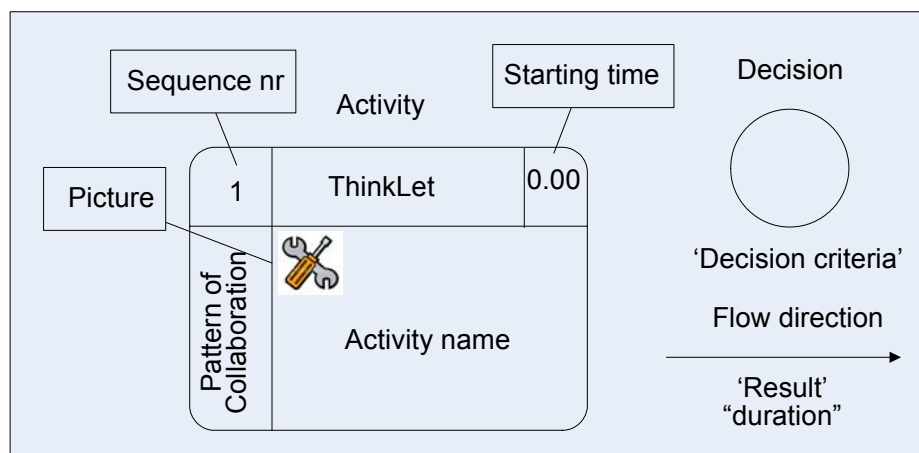 Sequence nr
Activity
Starting time
Decision
Picture
1
ThinkLet
0.00
Pattern of
Collaboration
Activity name
‘Decision criteria’
Flow direction
‘Result’
“duration”